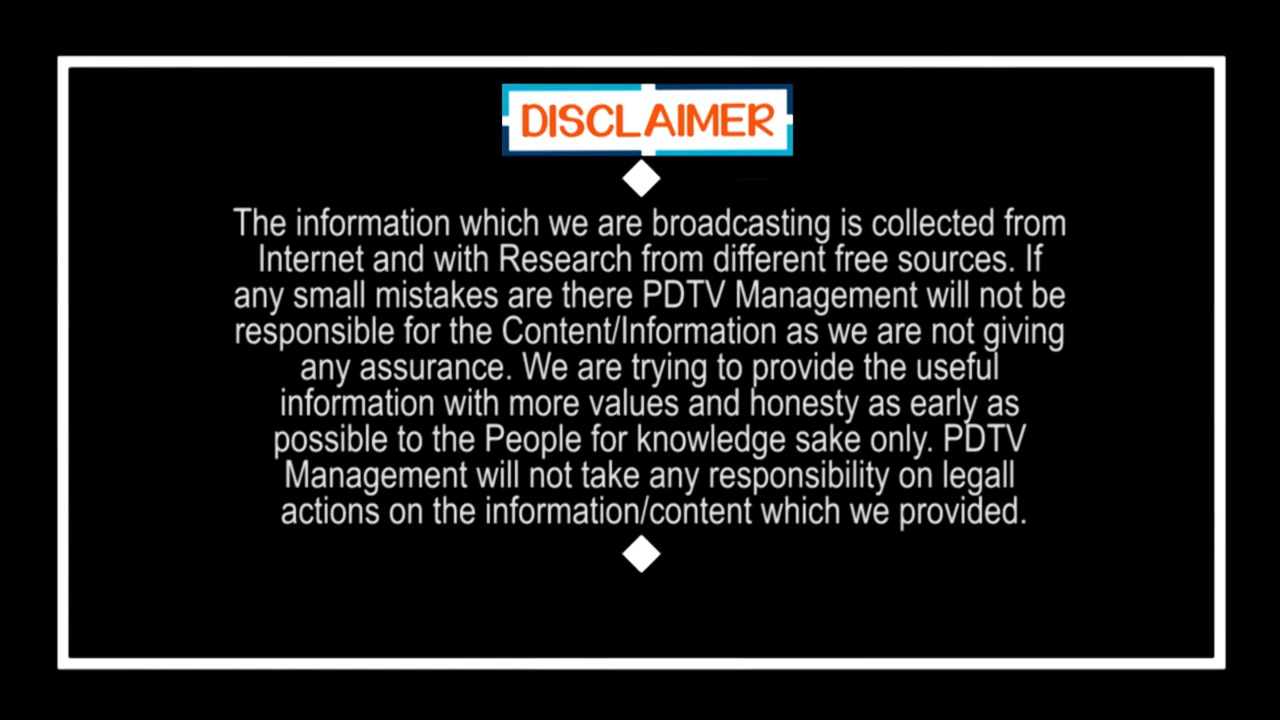 DISCLAIMER
The information which we are broadcasting is collected from
Internet and with Research from different free sources. If
any small mistakes are there PDTV Management will not be
responsible for the Content/Information as we are not giving
any assurance. We are trying to provide the useful
information with more values and honesty as early as
possible to the People for knowledge sake only. PDTV
Management will not take any responsibility on legall
actions on the information/content which we provided.